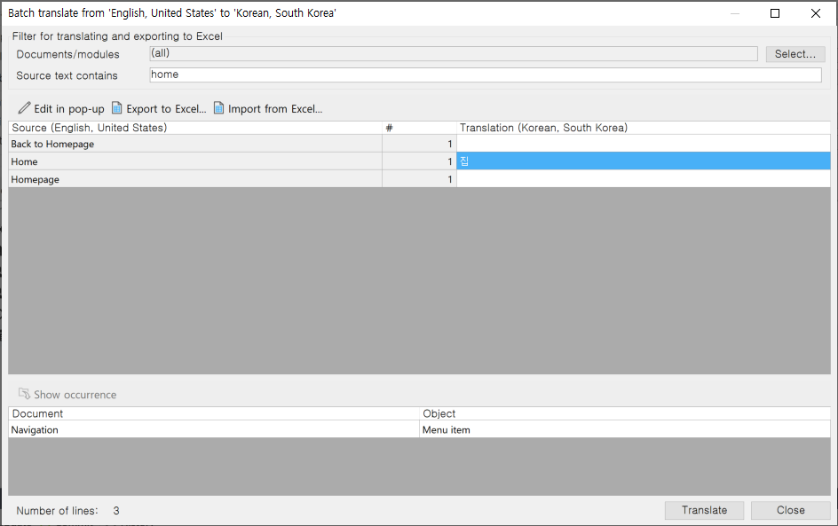 Batch translate from 'English, United States' to 'Korean, South Korea'
Filter for translating and exporting to Excel
Documents/modules (all) Select...
Source text contains home
Edit in pop-up Export to Excel... Import from Excel...
Source (English, United States) # Translation (Korean, South Korea)
Back to Homepage 1
Home 1 집
Homepage 1
Show occurrence
Document Object
Navigation Menu item
Number of lines: 3 Translate Close